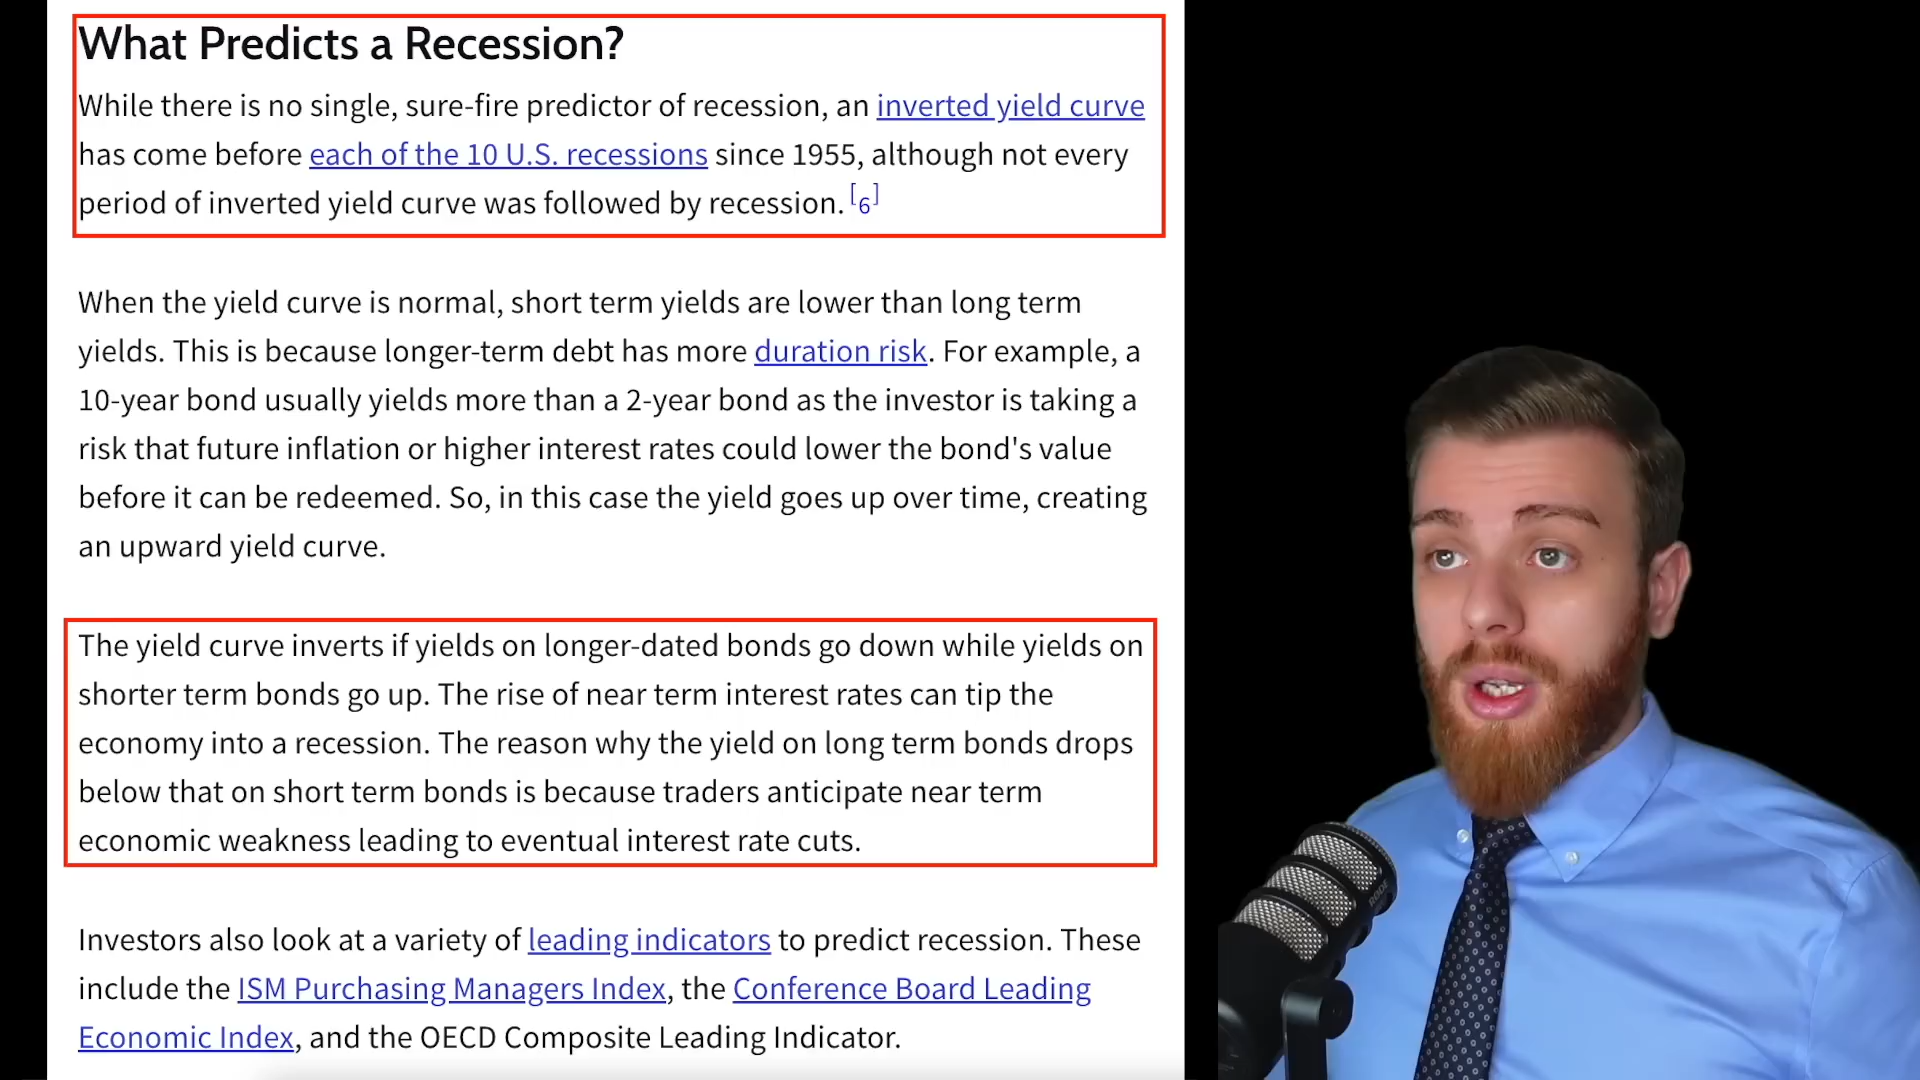 What Predicts a Recession?
While there is no single, sure-fire predictor of recession, an inverted yield curve
has come before each of the 10 U.S. recessions since 1955, although not every
period of inverted yield curve was followed by recession. [6]
When the yield curve is normal, short term yields are lower than long term
yields. This is because longer-term debt has more duration risk. For example, a
10-year bond usually yields more than a 2-year bond as the investor is taking a
risk that future inflation or higher interest rates could lower the bond's value
before it can be redeemed. So, in this case the yield goes up over time, creating
an upward yield curve.
The yield curve inverts if yields on longer-dated bonds go down while yields on
shorter term bonds go up. The rise of near term interest rates can tip the
economy into a recession. The reason why the yield on long term bonds drops
below that on short term bonds is because traders anticipate near term
economic weakness leading to eventual interest rate cuts.
Investors also look at a variety of leading indicators to predict recession. These
include the ISM Purchasing Managers Index, the Conference Board Leading
Economic Index, and the OECD Composite Leading Indicator.
RODE